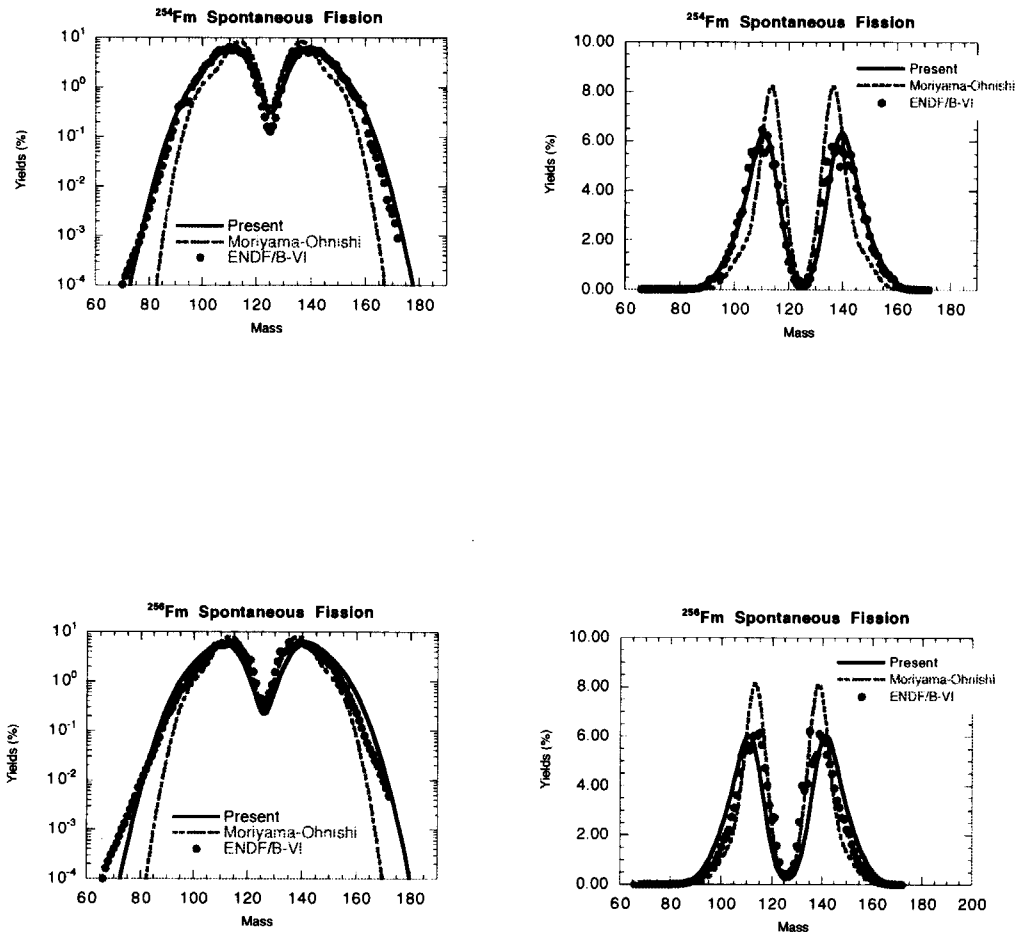 ²⁵⁴Fm Spontaneous Fission
10¹
10⁰
10⁻¹
10⁻²
10⁻³
10⁻⁴
Yields (%)
Present
Moriyama-Ohnishi
ENDF/B-VI
60 80 100 120 140 160 180
Mass
²⁵⁴Fm Spontaneous Fission
10.00
8.00
6.00
4.00
2.00
0.00
Yields (%)
Present
Moriyama-Ohnishi
ENDF/B-VI
60 80 100 120 140 160 180
Mass
²⁵⁶Fm Spontaneous Fission
10¹
10⁰
10⁻¹
10⁻²
10⁻³
10⁻⁴
Yields (%)
Present
Moriyama-Ohnishi
ENDF/B-VI
60 80 100 120 140 160 180
Mass
²⁵⁶Fm Spontaneous Fission
10.00
8.00
6.00
4.00
2.00
0.00
Yields (%)
Present
Moriyama-Ohnishi
ENDF/B-VI
60 80 100 120 140 160 180 200
Mass